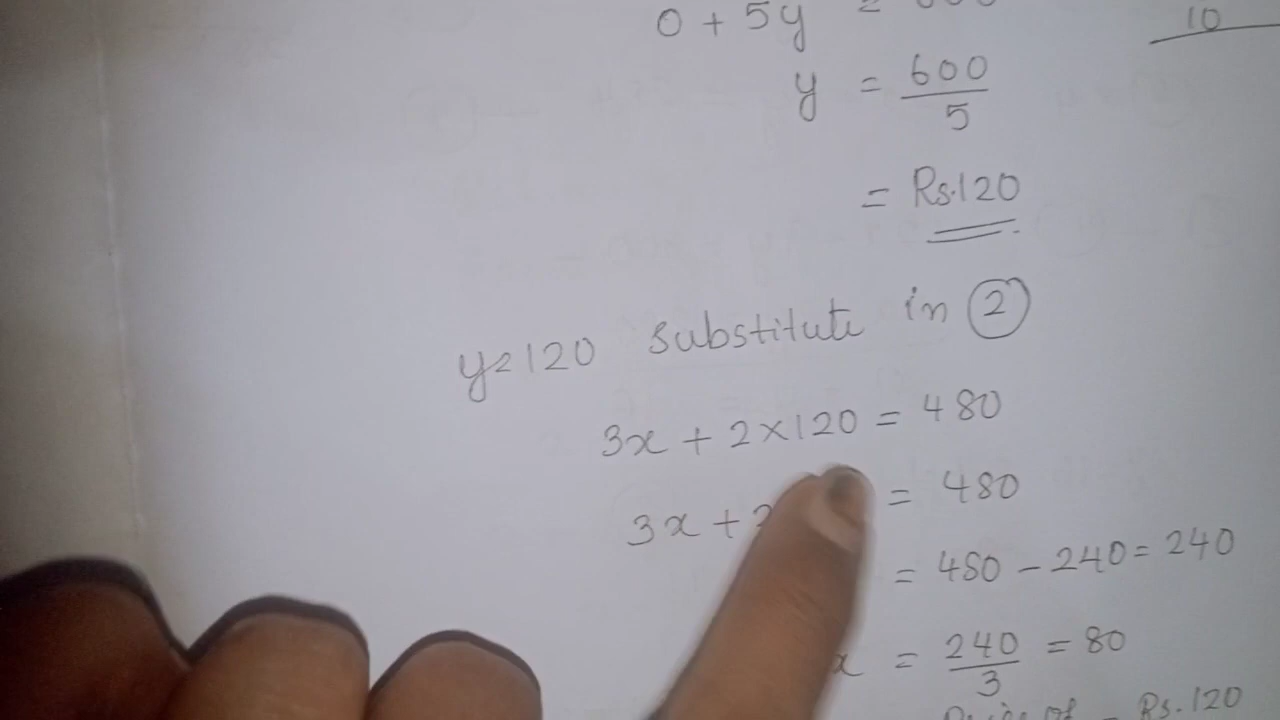 0 + 5y =
10
y = 600/5
= Rs.120
y = 120 substitute in ②
3x + 2×120 = 480
3x + = 480
= 480 - 240 = 240
x = 240/3 = 80
Rs. 120